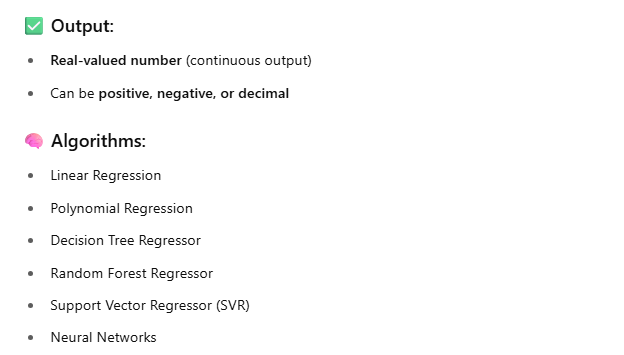 ✅ Output:
• Real-valued number (continuous output)
• Can be positive, negative, or decimal
🧠 Algorithms:
• Linear Regression
• Polynomial Regression
• Decision Tree Regressor
• Random Forest Regressor
• Support Vector Regressor (SVR)
• Neural Networks